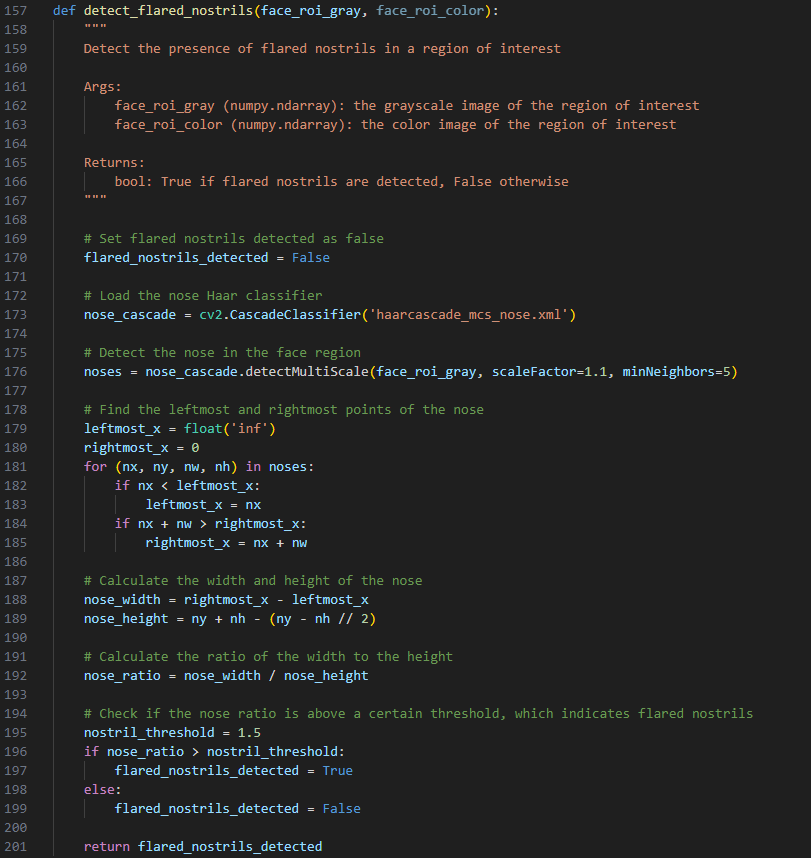 157 def detect_flared_nostrils(face_roi_gray, face_roi_color):
158     """
159     Detect the presence of flared nostrils in a region of interest
160
161     Args:
162         face_roi_gray (numpy.ndarray): the grayscale image of the region of interest
163         face_roi_color (numpy.ndarray): the color image of the region of interest
164
165     Returns:
166         bool: True if flared nostrils are detected, False otherwise
167     """
168
169     # Set flared nostrils detected as false
170     flared_nostrils_detected = False
171
172     # Load the nose Haar classifier
173     nose_cascade = cv2.CascadeClassifier('haarcascade_mcs_nose.xml')
174
175     # Detect the nose in the face region
176     noses = nose_cascade.detectMultiScale(face_roi_gray, scaleFactor=1.1, minNeighbors=5)
177
178     # Find the leftmost and rightmost points of the nose
179     leftmost_x = float('inf')
180     rightmost_x = 0
181     for (nx, ny, nw, nh) in noses:
182         if nx < leftmost_x:
183             leftmost_x = nx
184         if nx + nw > rightmost_x:
185             rightmost_x = nx + nw
186
187     # Calculate the width and height of the nose
188     nose_width = rightmost_x - leftmost_x
189     nose_height = ny + nh - (ny - nh // 2)
190
191     # Calculate the ratio of the width to the height
192     nose_ratio = nose_width / nose_height
193
194     # Check if the nose ratio is above a certain threshold, which indicates flared nostrils
195     nostril_threshold = 1.5
196     if nose_ratio > nostril_threshold:
197         flared_nostrils_detected = True
198     else:
199         flared_nostrils_detected = False
200
201     return flared_nostrils_detected